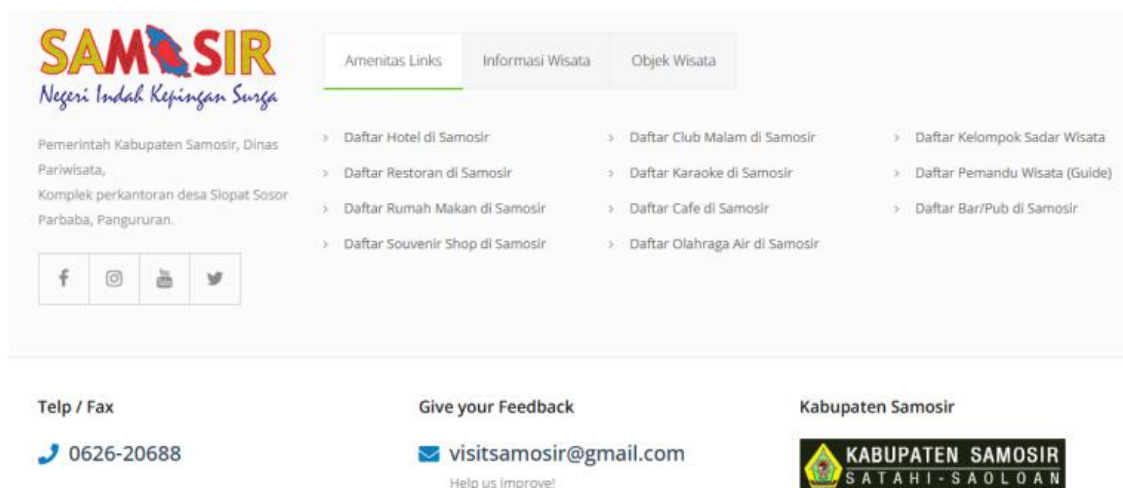 SAMOSIR
Negeri Indah Kepingan Surga
Pemerintah Kabupaten Samosir, Dinas
Pariwisata,
Komplek perkantoran desa Siopat Sosor
Parbaba, Pangururan.
Amenitas Links
Informasi Wisata
Objek Wisata
Daftar Hotel di Samosir
Daftar Restoran di Samosir
Daftar Rumah Makan di Samosir
Daftar Souvenir Shop di Samosir
Daftar Club Malam di Samosir
Daftar Karaoke di Samosir
Daftar Cafe di Samosir
Daftar Olahraga Air di Samosir
Daftar Kelompok Sadar Wisata
Daftar Pemandu Wisata (Guide)
Daftar Bar/Pub di Samosir
Telp / Fax
0626-20688
Give your Feedback
visitsamosir@gmail.com
Help us improve!
Kabupaten Samosir
KABUPATEN SAMOSIR
SATAHI-SAOLOAN